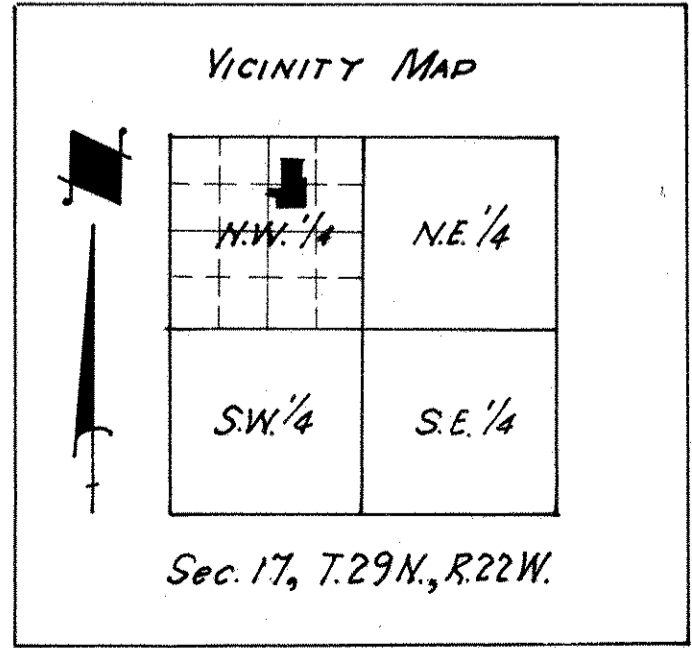 VICINITY MAP
N.W. 1/4 N.E. 1/4
S.W. 1/4 S.E. 1/4
Sec. 17, T.29N., R.22W.